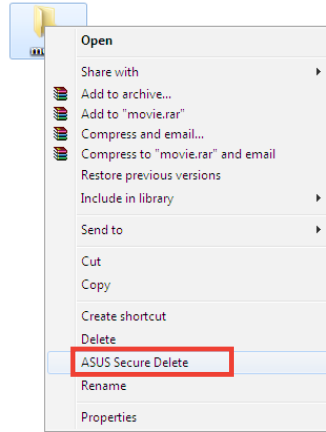 Open
Share with
Add to archive...
Add to "movie.rar"
Compress and email...
Compress to "movie.rar" and email
Restore previous versions
Include in library
Send to
Cut
Copy
Create shortcut
Delete
ASUS Secure Delete
Rename
Properties